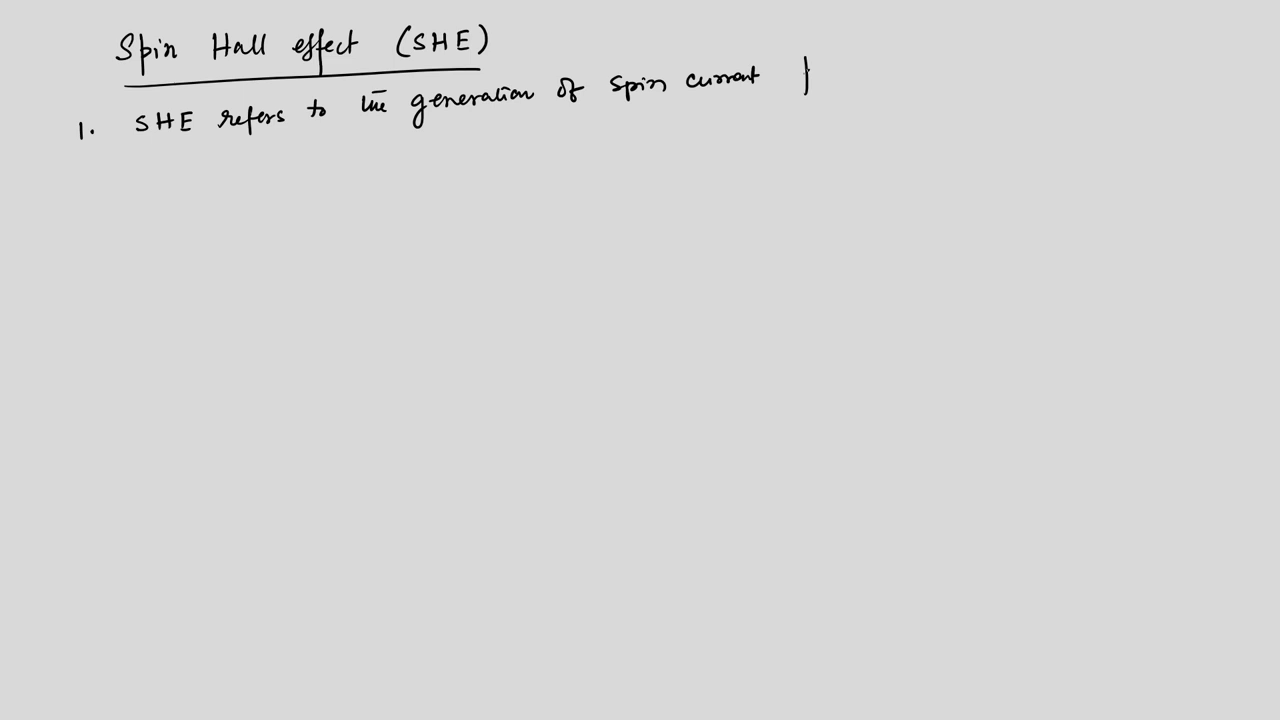 Spin Hall effect (SHE)
1. SHE refers to the generation of spin current